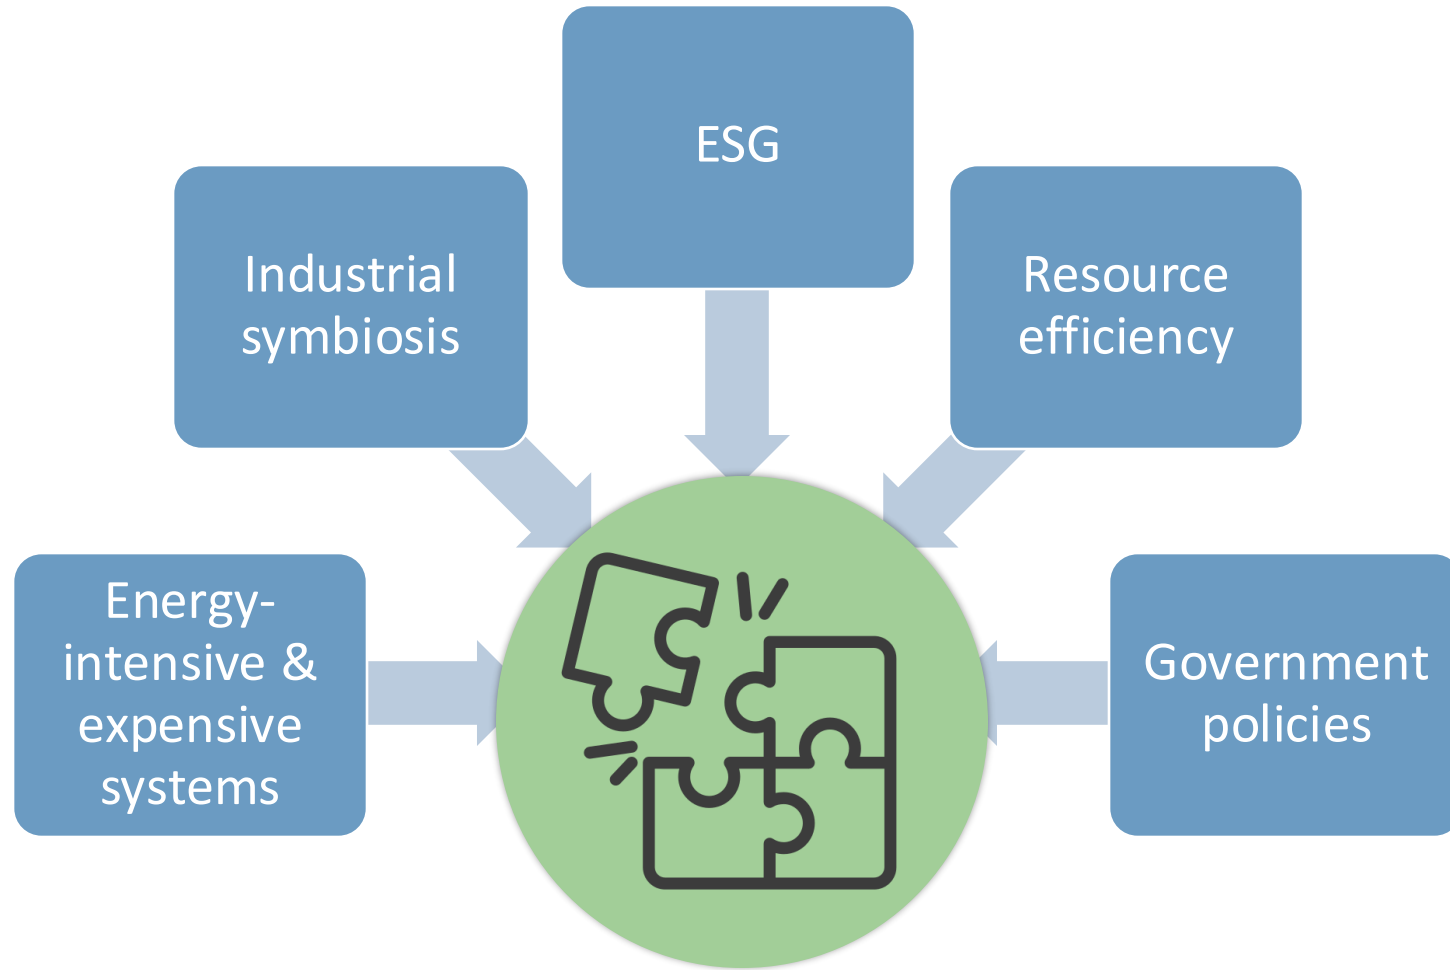 ESG
Industrial
symbiosis
Resource
efficiency
Energy-
intensive &
expensive
systems
Government
policies